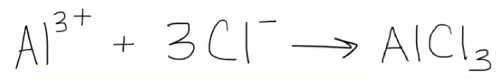 Al³⁺ + 3Cl⁻ ⟶ AlCl₃